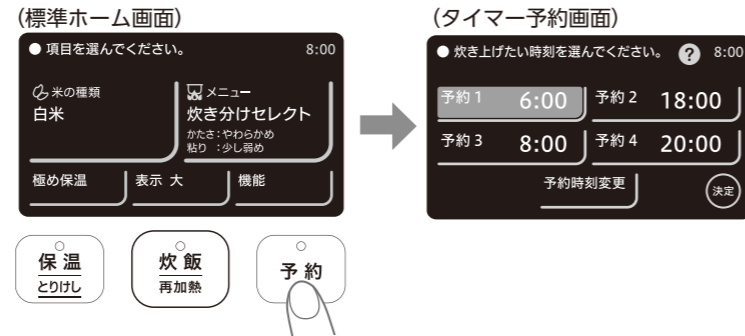 (標準ホーム画面)
● 項目を選んでください。 8:00
米の種類
白米
メニュー
炊き分けセレクト
かたさ:やわらかめ
粘り :少し弱め
極め保温 表示 大 機能
保温
とりけし
炊飯
再加熱
予約
(タイマー予約画面)
● 炊き上げたい時刻を選んでください。 ? 8:00
予約1 6:00 予約2 18:00
予約3 8:00 予約4 20:00
予約時刻変更 決定